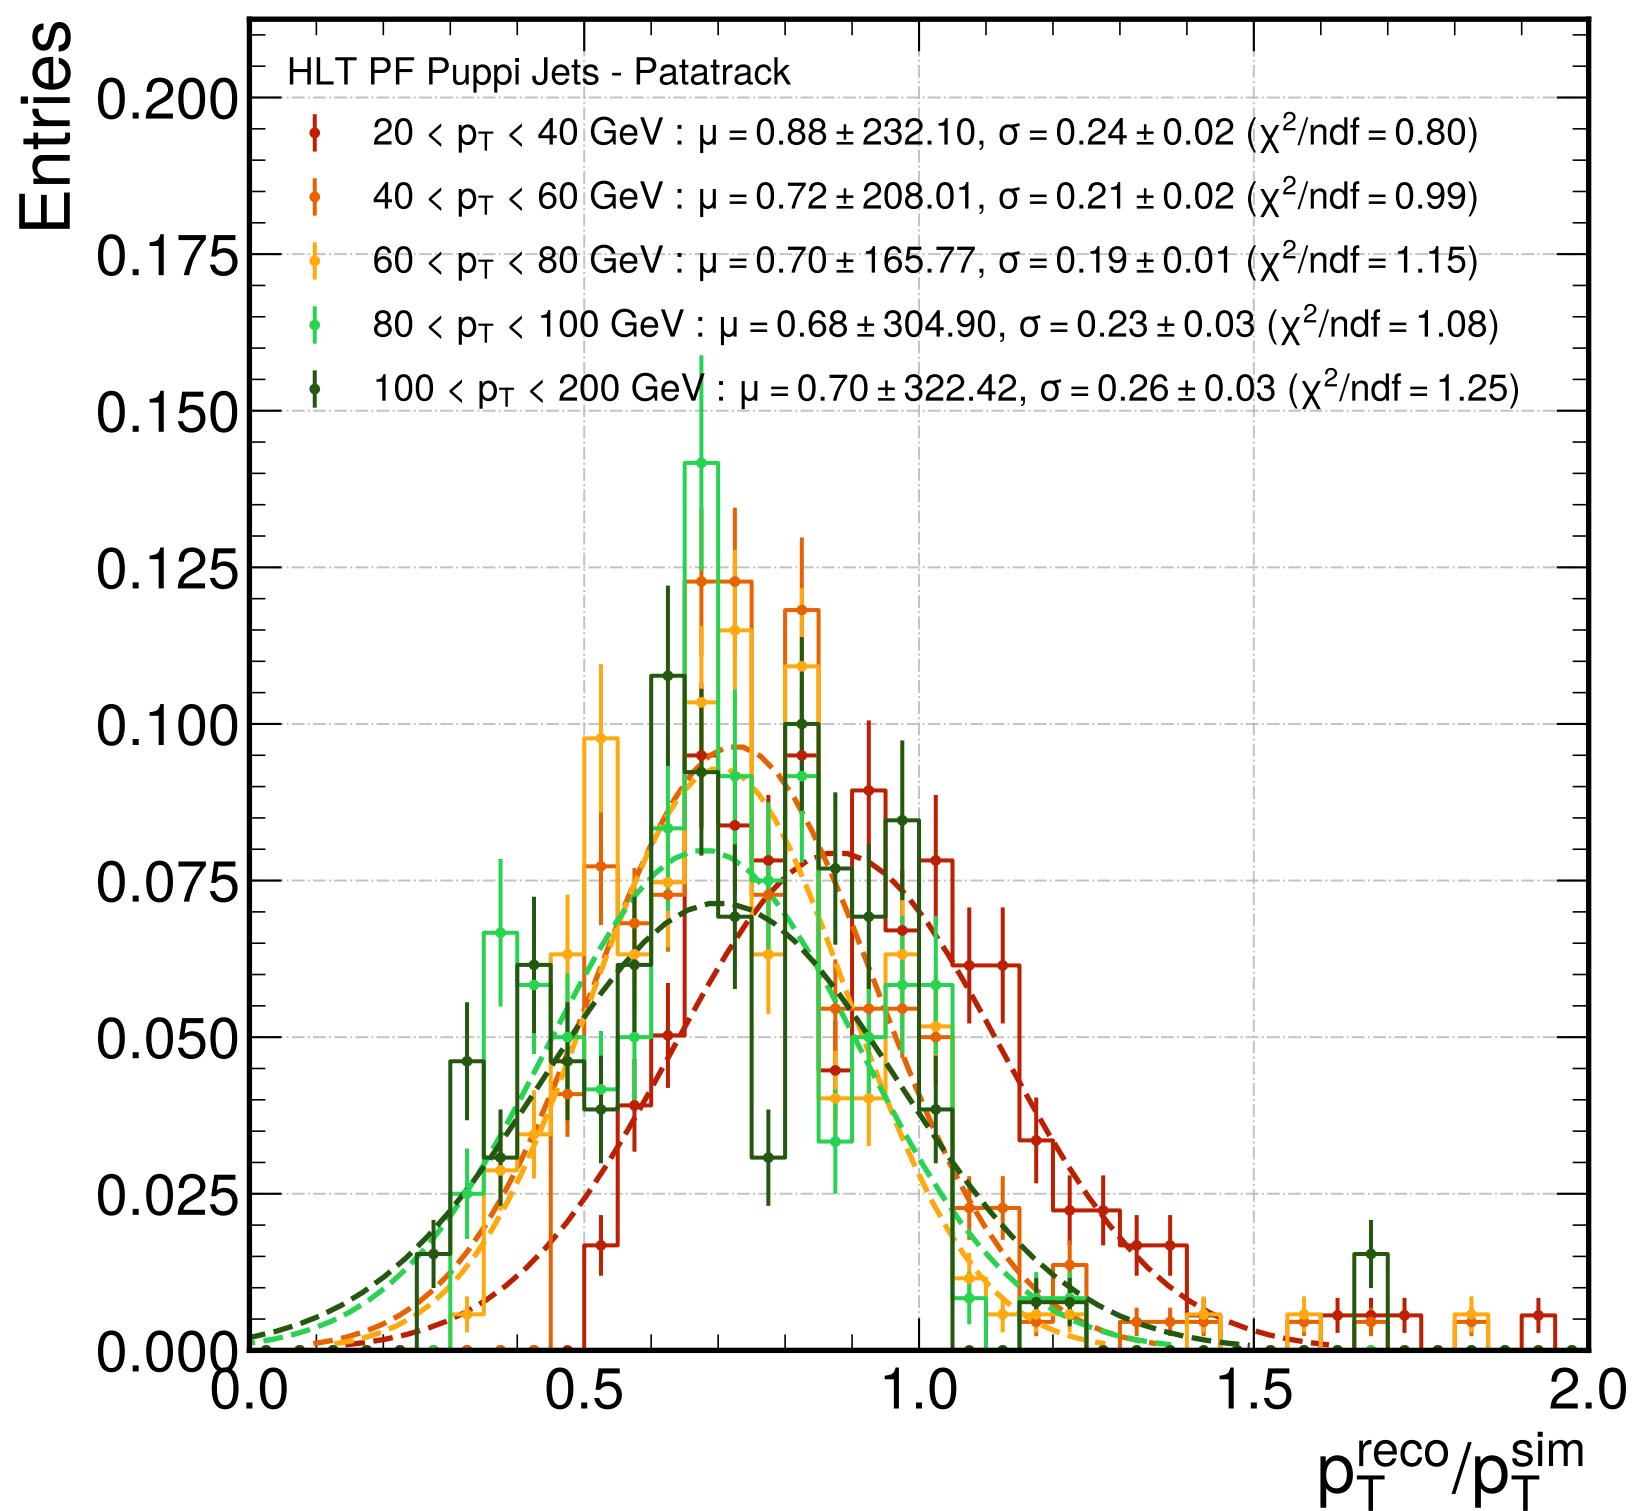 Entries
HLT PF Puppi Jets - Patatrack
20 < p_T < 40 GeV : μ = 0.88 ± 232.10, σ = 0.24 ± 0.02 (χ²/ndf = 0.80)
40 < p_T < 60 GeV : μ = 0.72 ± 208.01, σ = 0.21 ± 0.02 (χ²/ndf = 0.99)
60 < p_T < 80 GeV : μ = 0.70 ± 165.77, σ = 0.19 ± 0.01 (χ²/ndf = 1.15)
80 < p_T < 100 GeV : μ = 0.68 ± 304.90, σ = 0.23 ± 0.03 (χ²/ndf = 1.08)
100 < p_T < 200 GeV : μ = 0.70 ± 322.42, σ = 0.26 ± 0.03 (χ²/ndf = 1.25)
0.200
0.175
0.150
0.125
0.100
0.075
0.050
0.025
0.000
0.0 0.5 1.0 1.5 2.0
p_T^reco/p_T^sim